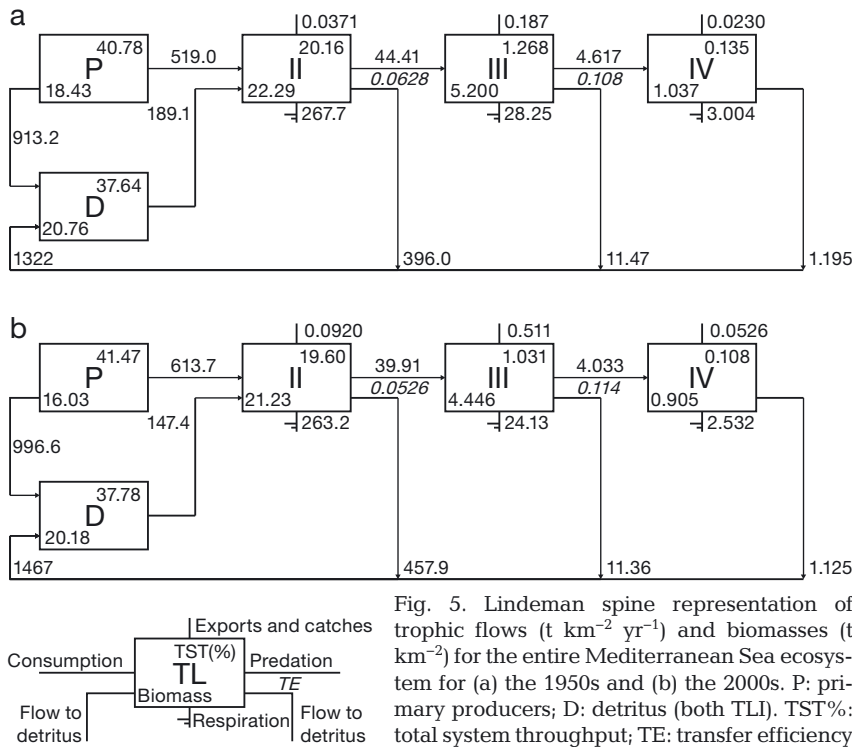 a
0.0371 0.187 0.0230
40.78 519.0 20.16 44.41 1.268 4.617 0.135
P II III IV
18.43 22.29 0.0628 5.200 0.108 1.037
189.1 267.7 28.25 3.004
913.2
37.64
D
20.76
1322 396.0 11.47 1.195
b
0.0920 0.511 0.0526
41.47 613.7 19.60 39.91 1.031 4.033 0.108
P II III IV
16.03 21.23 0.0526 4.446 0.114 0.905
147.4 263.2 24.13 2.532
996.6
37.78
D
20.18
1467 457.9 11.36 1.125
Exports and catches
TST(%)
Consumption TL Predation
Biomass TE
Flow to detritus Respiration Flow to detritus
Fig. 5. Lindeman spine representation of
trophic flows (t km−2 yr−1) and biomasses (t
km−2) for the entire Mediterranean Sea ecosys-
tem for (a) the 1950s and (b) the 2000s. P: pri-
mary producers; D: detritus (both TLI). TST%:
total system throughput; TE: transfer efficiency